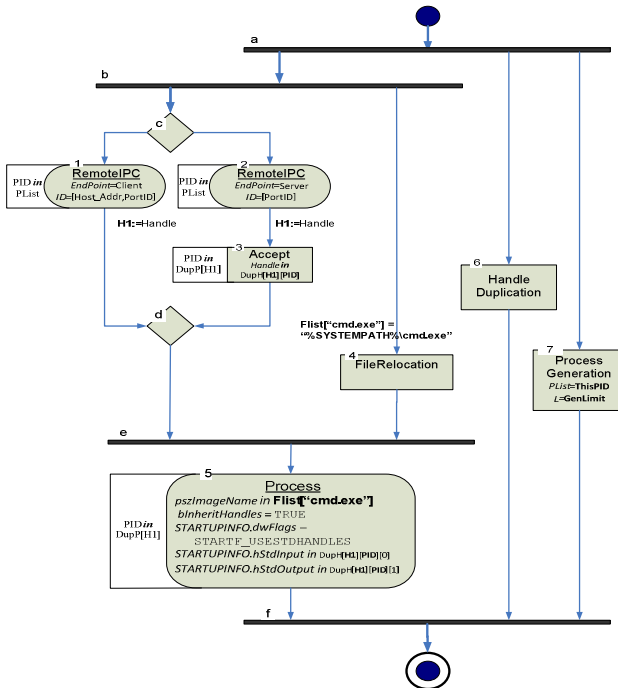 a
b
c
1
RemoteIPC
EndPoint=Client
ID=[Host_Addr,PortID]
PID in
PList
2
RemoteIPC
EndPoint=Server
ID=[PortID]
PID in
PList
H1:=Handle
H1:=Handle
3
Accept
Handle in
DupH[H1][PID]
PID in
DupP[H1]
6
Handle
Duplication
d
Flist["cmd.exe"] =
"%SYSTEMPATH%\cmd.exe"
4
FileRelocation
7
Process
Generation
PList=ThisPID
L=GenLimit
e
5
Process
pszImageName in Flist["cmd.exe"]
bInheritHandles = TRUE
STARTUPINFO.dwFlags –
STARTF_USESTDHANDLES
STARTUPINFO.hStdInput in DupH[H1][PID][0]
STARTUPINFO.hStdOutput in DupH[H1][PID][1]
PID in
DupP[H1]
f